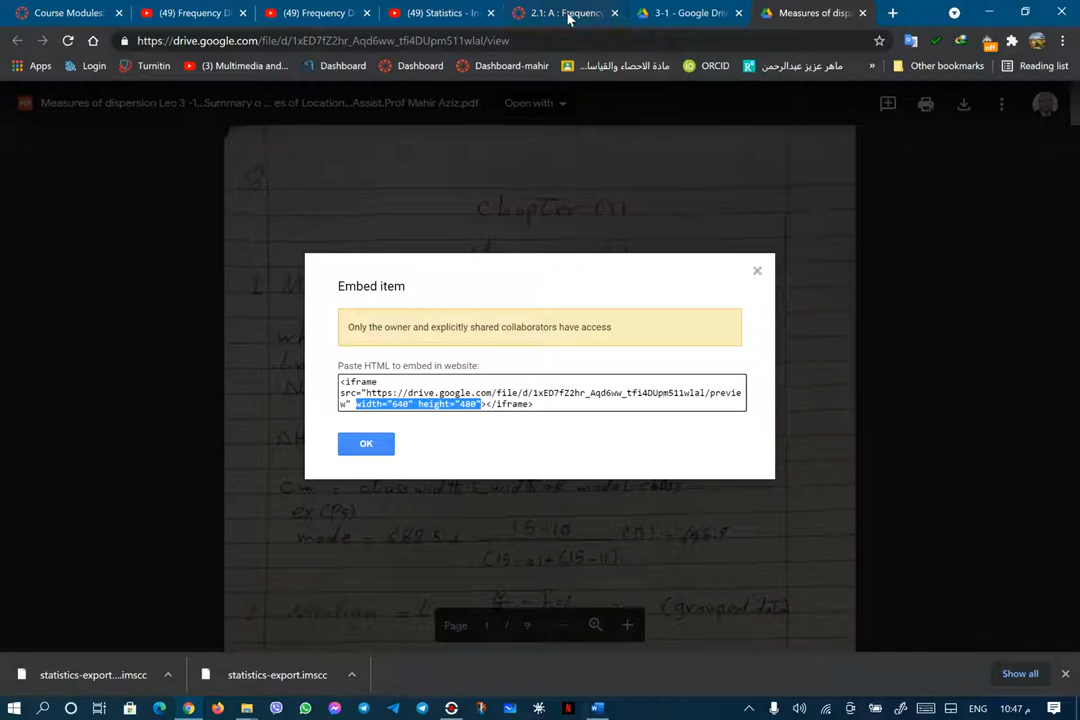 Course Modules:
(49) Frequency D
(49) Frequency D
(49) Statistics - In
2.1: A : Frequency
3-1 - Google Driv
Measures of disp
https://drive.google.com/file/d/1xED7fZ2hr_Aqd6ww_tfi4DUpm511wlal/view
Apps
Login
Turnitin
(3) Multimedia and...
Dashboard
Dashboard
Dashboard-mahir
مادة الاحصاء والقياسا...
ORCID
ماهر عزيز عبدالرحمن
»
Other bookmarks
Reading list
Measures of dispersion Lec 3 -1,..Summary o ... es of Location,..Assist.Prof Mahir Aziz.pdf
Open with
Embed item
Only the owner and explicitly shared collaborators have access
Paste HTML to embed in website:
<iframe
src="https://drive.google.com/file/d/1xED7fZ2hr_Aqd6ww_tfi4DUpm511wlal/previe
w" width="640" height="480"></iframe>
OK
ex (Pg)
(grouped data)
Page 1 / 9
statistics-export....imscc
statistics-export.imscc
Show all
ENG
10:47 م